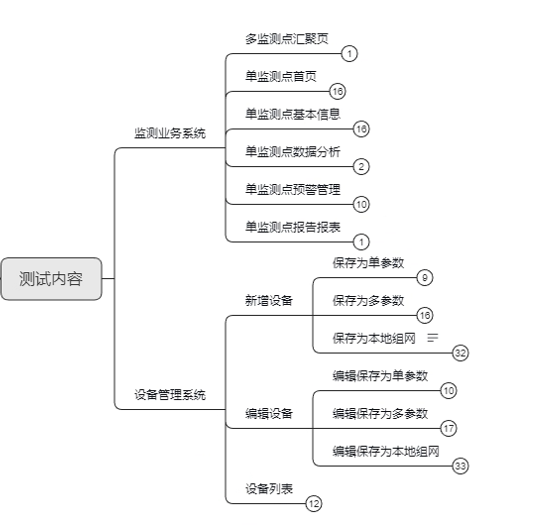 测试内容
监测业务系统
多监测点汇聚页
1
单监测点首页
16
单监测点基本信息
16
单监测点数据分析
2
单监测点预警管理
10
单监测点报告报表
1
设备管理系统
新增设备
保存为单参数
9
保存为多参数
16
保存为本地组网
32
编辑设备
编辑保存为单参数
10
编辑保存为多参数
17
编辑保存为本地组网
33
设备列表
12